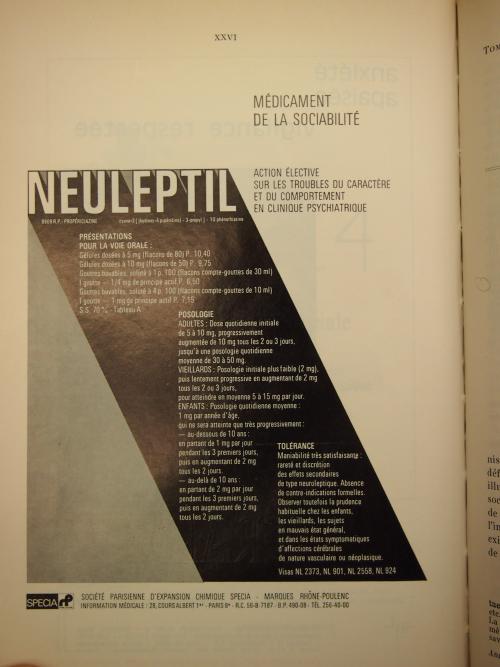 XXVI
MÉDICAMENT
DE LA SOCIABILITÉ
NEULEPTIL
ACTION ÉLECTIVE
SUR LES TROUBLES DU CARACTÈRE
ET DU COMPORTEMENT
EN CLINIQUE PSYCHIATRIQUE
8909 R.P. - PROPÉRICIAZINE
PRÉSENTATIONS
POUR LA VOIE ORALE :
Gélules dosées à 5 mg (flacons de 80) P. 10,40
Gélules dosées à 10 mg (flacons de 50) P. 9,75
Gouttes buvables, soluté à 1 p. 100 (flacons compte-gouttes de 30 ml)
1 goutte — 1/4 mg de principe actif P. 6,50
Gouttes buvables, soluté à 4 p. 100 (flacons compte-gouttes de 10 ml)
1 goutte — 1 mg de principe actif P. 7,15
S.S. 70 % - Tableau A
POSOLOGIE
ADULTES : Dose quotidienne initiale
de 5 à 10 mg, progressivement
augmentée de 10 mg tous les 2 ou 3 jours,
jusqu'à une posologie quotidienne
moyenne de 30 à 50 mg.
VIEILLARDS : Posologie initiale plus faible (2 mg),
puis lentement progressive en augmentant de 2 mg
tous les 2 ou 3 jours,
pour atteindre en moyenne 5 à 15 mg par jour.
ENFANTS : Posologie quotidienne moyenne :
1 mg par année d'âge,
qui ne sera atteinte que très progressivement :
— au-dessous de 10 ans :
en partant de 1 mg par jour
pendant les 3 premiers jours,
puis en augmentant de 2 mg
tous les 2 jours.
— au-delà de 10 ans :
en partant de 2 mg par jour
pendant les 3 premiers jours,
puis en augmentant de 2 mg
tous les 2 jours.
TOLÉRANCE
Maniabilité très satisfaisante :
rareté et discrétion
des effets secondaires
de type neuroleptique. Absence
de contre-indications formelles.
Observer toutefois la prudence
habituelle chez les enfants,
les vieillards, les sujets
en mauvais état général,
et dans les états symptomatiques
d'affections cérébrales
de nature vasculaire ou néoplasique.
Visas NL 2373, NL 901, NL 2558, NL 924
SPECIA
SOCIÉTÉ PARISIENNE D'EXPANSION CHIMIQUE SPECIA - MARQUES RHÔNE-POULENC
INFORMATION MÉDICALE : 28, COURS ALBERT 1er - PARIS 8e - R.C. 56-B-7187 - B.P. 490-08 - TÉL. 256-40-00